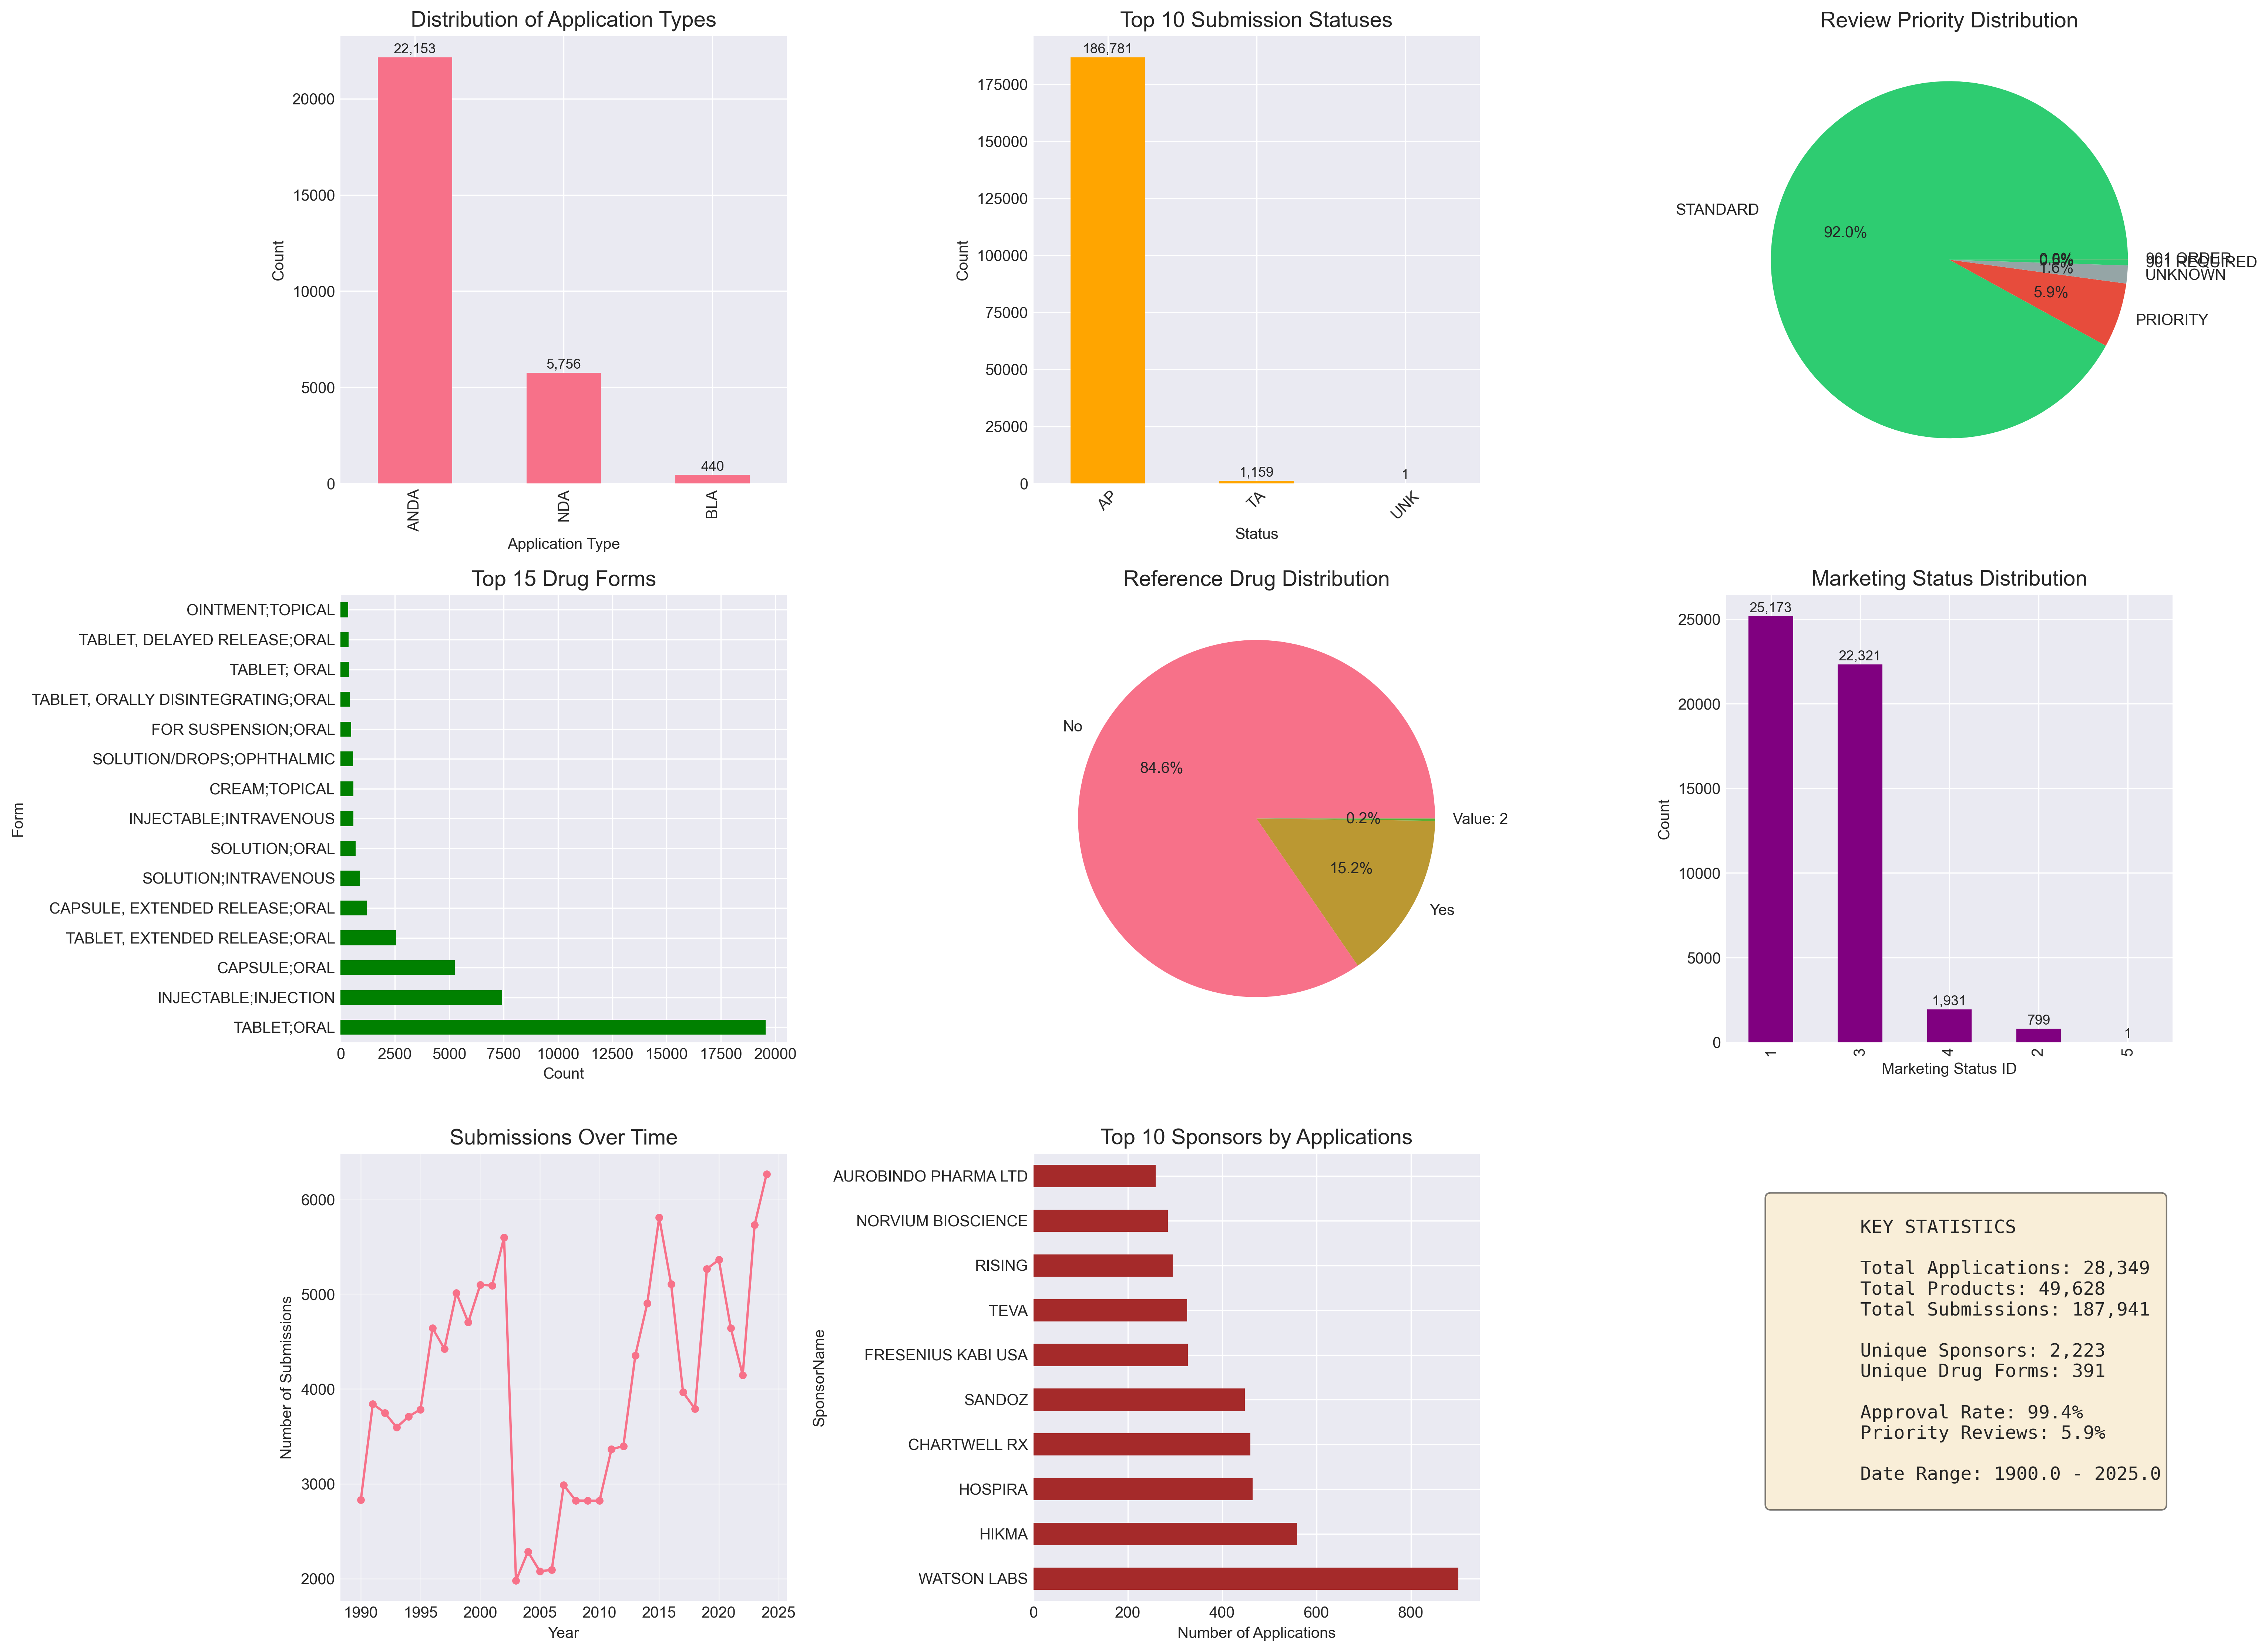 Distribution of Application Types
22,153
5,756
440
20000
15000
10000
5000
0
Count
ANDA
NDA
BLA
Application Type
Top 10 Submission Statuses
186,781
1,159
1
175000
150000
125000
100000
75000
50000
25000
0
Count
AP
TA
UNK
Status
Review Priority Distribution
STANDARD
92.0%
0.0%
901 ORDER
901 REQUIRED
1.6%
UNKNOWN
5.9%
PRIORITY
Top 15 Drug Forms
OINTMENT;TOPICAL
TABLET, DELAYED RELEASE;ORAL
TABLET; ORAL
TABLET, ORALLY DISINTEGRATING;ORAL
FOR SUSPENSION;ORAL
SOLUTION/DROPS;OPHTHALMIC
CREAM;TOPICAL
INJECTABLE;INTRAVENOUS
SOLUTION;ORAL
SOLUTION;INTRAVENOUS
CAPSULE, EXTENDED RELEASE;ORAL
TABLET, EXTENDED RELEASE;ORAL
CAPSULE;ORAL
INJECTABLE;INJECTION
TABLET;ORAL
Form
0 2500 5000 7500 10000 12500 15000 17500 20000
Count
Reference Drug Distribution
No
84.6%
0.2%
Value: 2
15.2%
Yes
Marketing Status Distribution
25,173
22,321
1,931
799
1
25000
20000
15000
10000
5000
0
Count
1 3 4 2 5
Marketing Status ID
Submissions Over Time
6000
5000
4000
3000
2000
Number of Submissions
1990 1995 2000 2005 2010 2015 2020 2025
Year
Top 10 Sponsors by Applications
AUROBINDO PHARMA LTD
NORVIUM BIOSCIENCE
RISING
TEVA
FRESENIUS KABI USA
SANDOZ
CHARTWELL RX
HOSPIRA
HIKMA
WATSON LABS
SponsorName
0 200 400 600 800
Number of Applications
KEY STATISTICS
Total Applications: 28,349
Total Products: 49,628
Total Submissions: 187,941
Unique Sponsors: 2,223
Unique Drug Forms: 391
Approval Rate: 99.4%
Priority Reviews: 5.9%
Date Range: 1900.0 - 2025.0